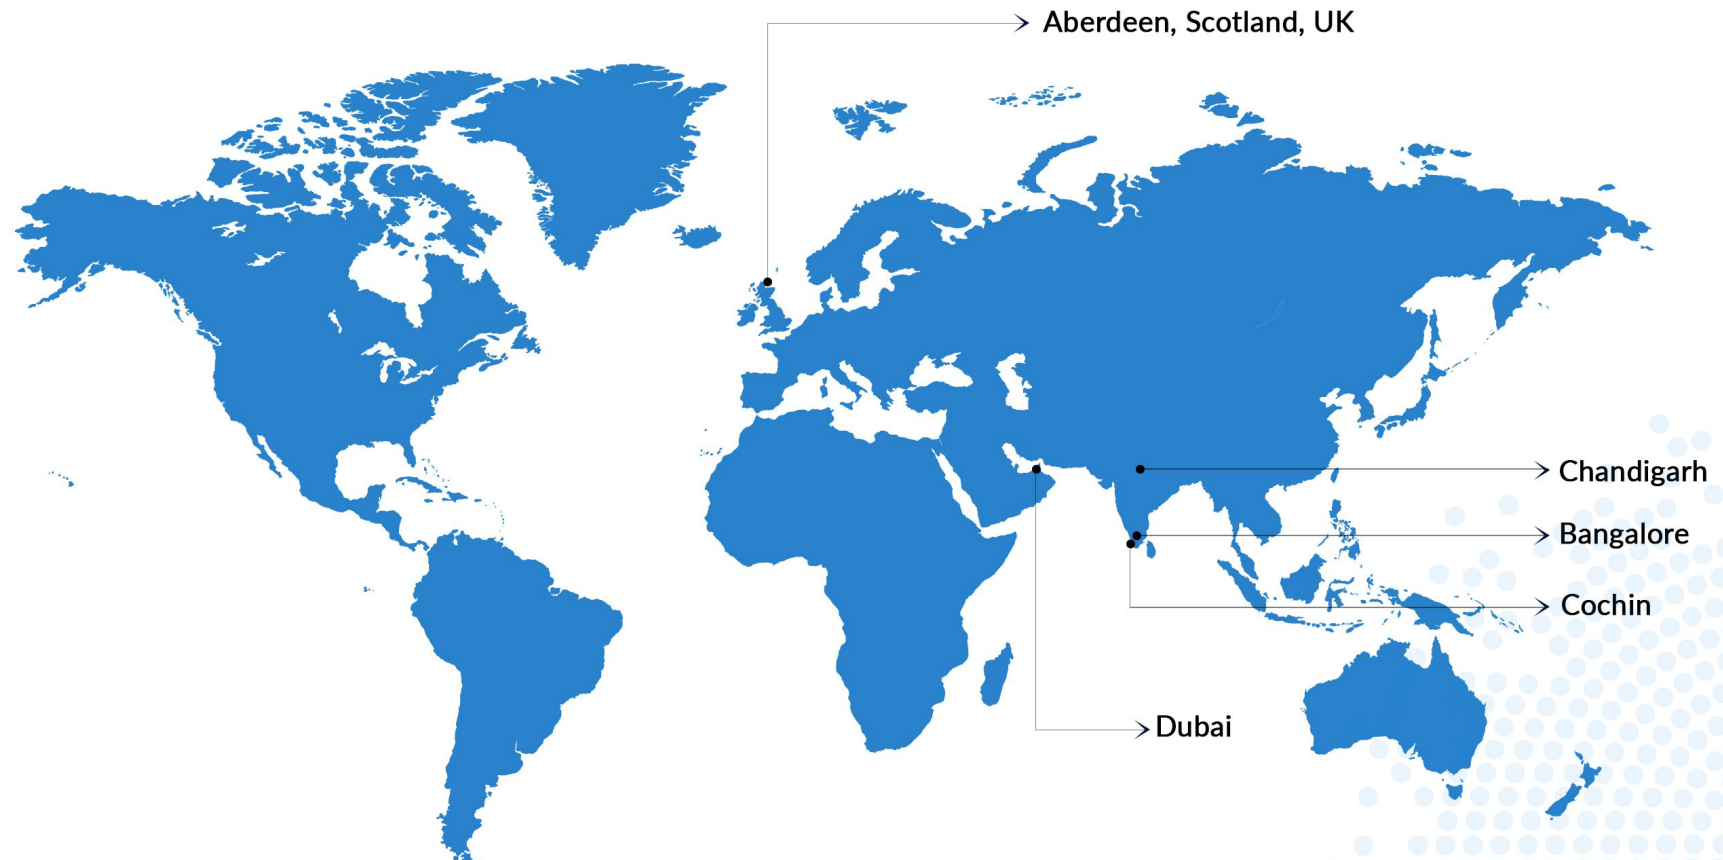 Aberdeen, Scotland, UK
Chandigarh
Bangalore
Cochin
Dubai